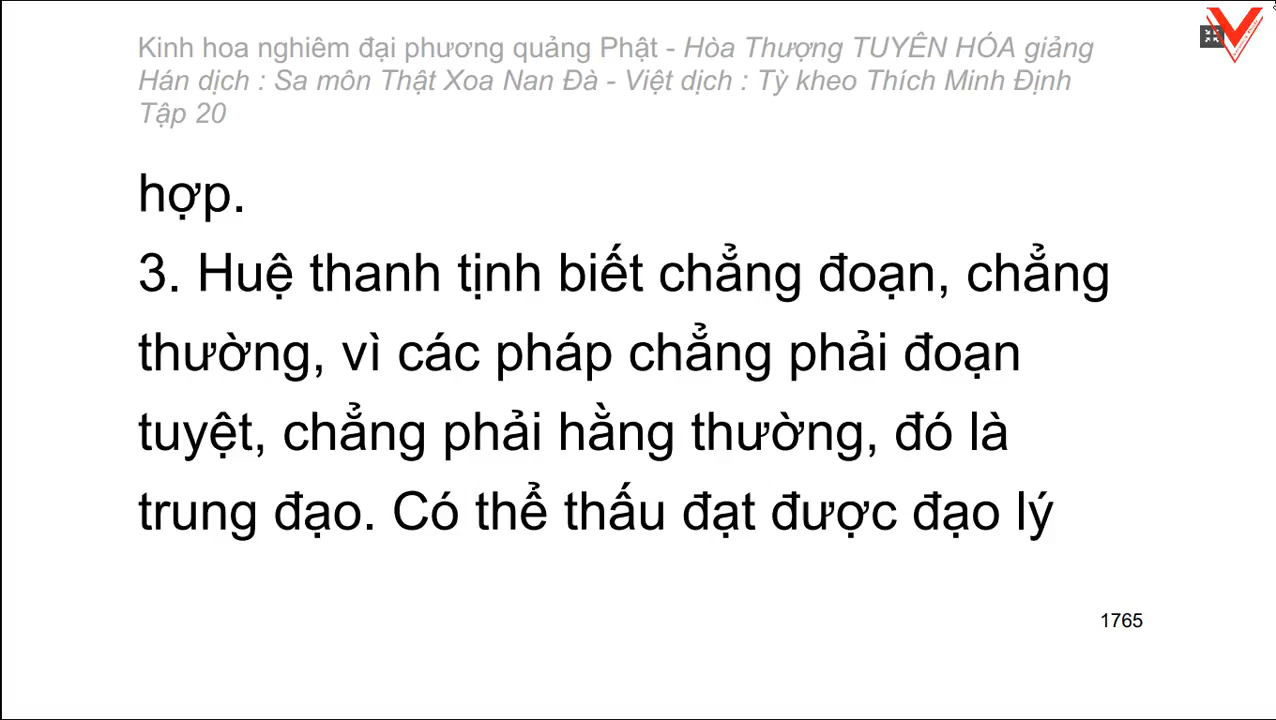 Kinh hoa nghiêm đại phương quảng Phật - Hòa Thượng TUYÊN HÓA giảng
Hán dịch : Sa môn Thật Xoa Nan Đà - Việt dịch : Tỳ kheo Thích Minh Định
Tập 20
hợp.
3. Huệ thanh tịnh biết chẳng đoạn, chẳng
thường, vì các pháp chẳng phải đoạn
tuyệt, chẳng phải hằng thường, đó là
trung đạo. Có thể thấu đạt được đạo lý
1765